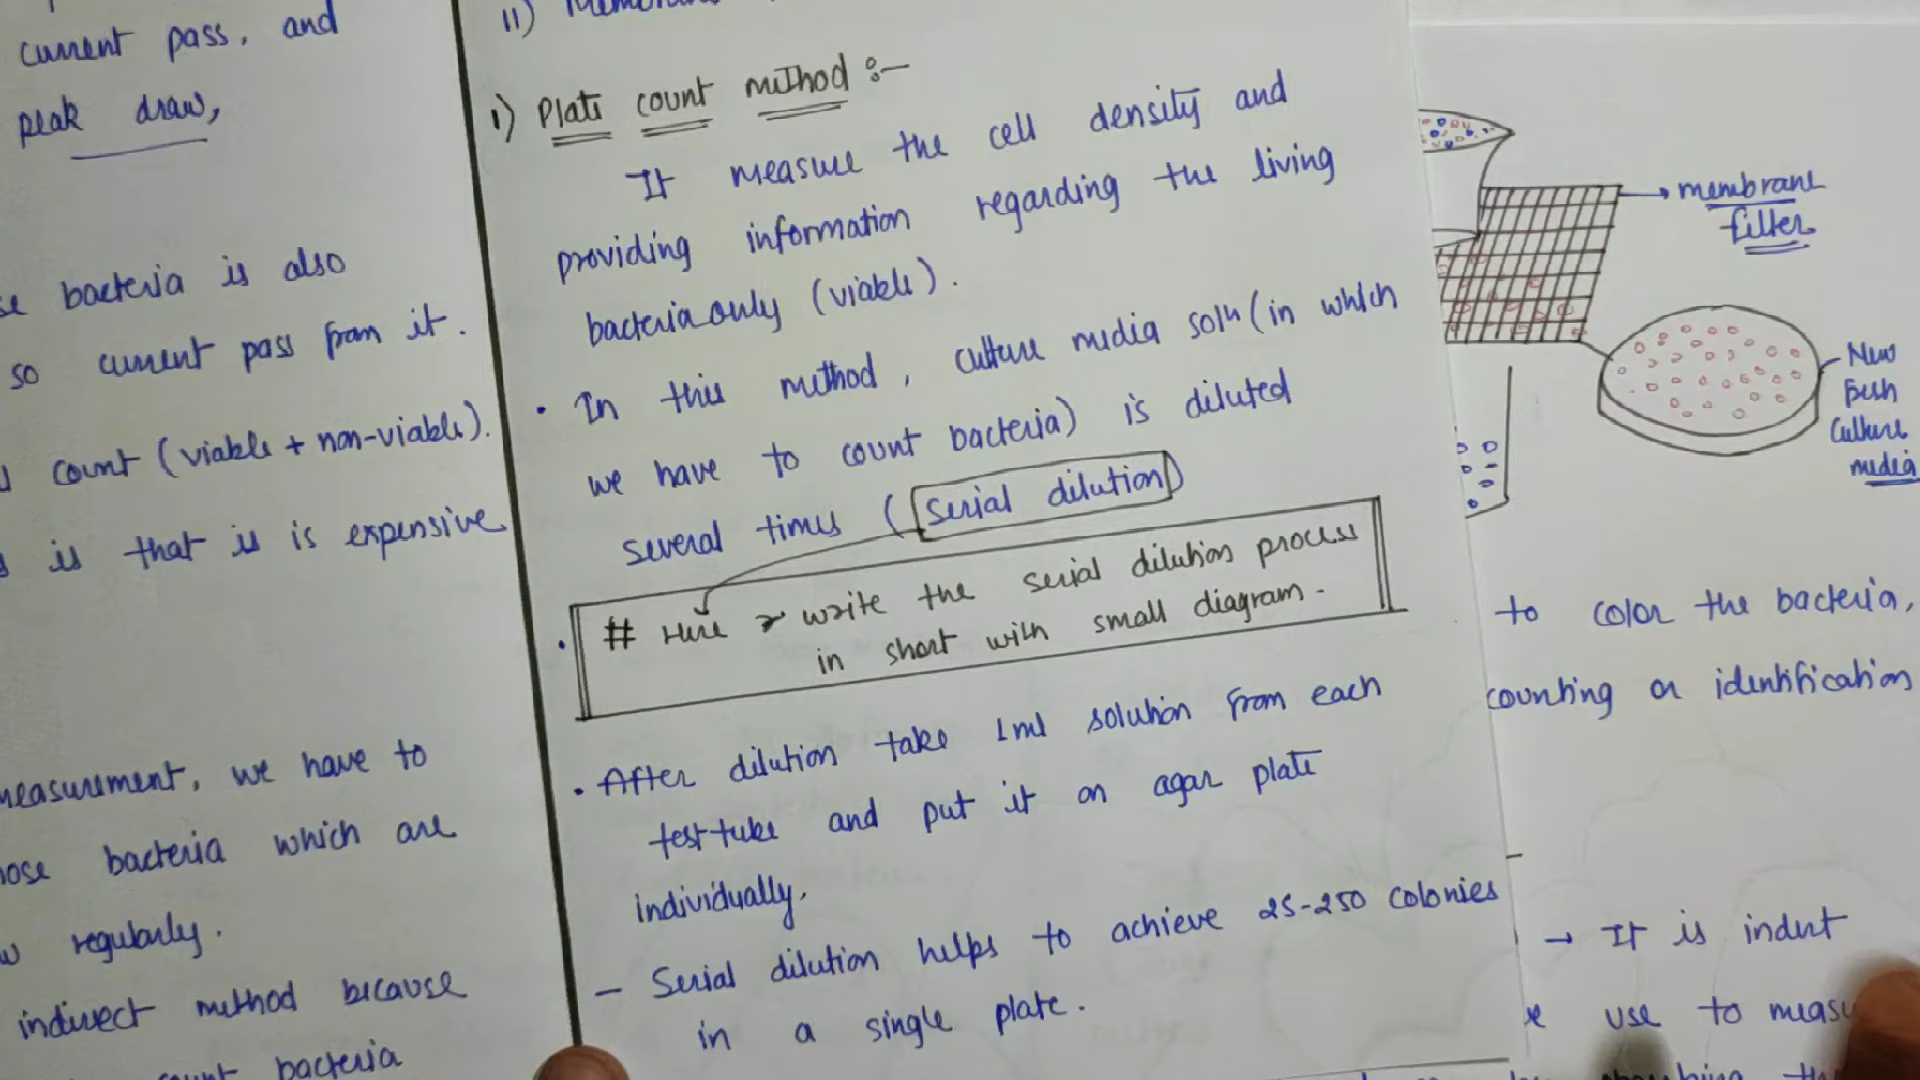 current pass, and
peak draw,
bacteria is also
so current pass from it.
count (viable + non-viable).
is that is is expensive
measurement, we have to
bacteria which are
regularly.
indirect method because
bacteria
II)
I) Plate count method :-
It measure the cell density and
providing information regarding the living
bacteria only (viable).
• In this method, culture media solⁿ (in which
we have to count bacteria) is diluted
several times (serial dilution)
• # Here write the serial dilution process
in short with small diagram.
• After dilution take 1ml solution from each
test tube and put it on agar plate
individually.
- Serial dilution helps to achieve 25-250 colonies
in a single plate.
→ membrane
filter
New
fresh
culture
media
to color the bacteria,
counting or identification
→ It is
use to